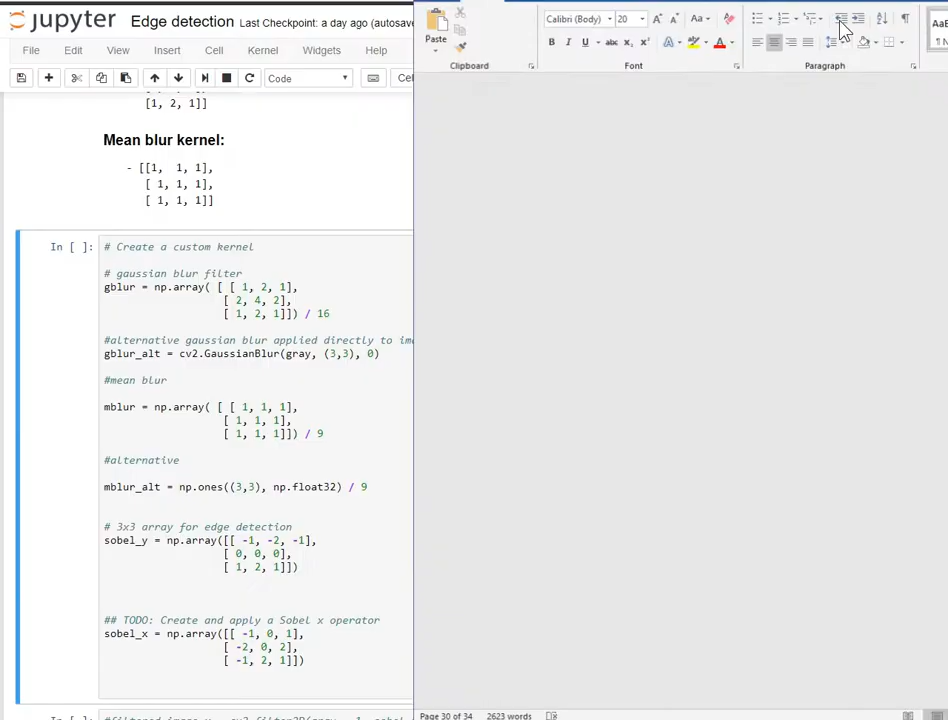 jupyter Edge detection Last Checkpoint: a day ago (autosave
File Edit View Insert Cell Kernel Widgets Help
Code
Cel
[1, 2, 1]]
Mean blur kernel:
- [[1, 1, 1],
[ 1, 1, 1],
[ 1, 1, 1]]
In [ ]: # Create a custom kernel
# gaussian blur filter
gblur = np.array( [ [ 1, 2, 1],
[ 2, 4, 2],
[ 1, 2, 1]]) / 16
#alternative gaussian blur applied directly to im
gblur_alt = cv2.GaussianBlur(gray, (3,3), 0)
#mean blur
mblur = np.array( [ [ 1, 1, 1],
[ 1, 1, 1],
[ 1, 1, 1]]) / 9
#alternative
mblur_alt = np.ones((3,3), np.float32) / 9
# 3x3 array for edge detection
sobel_y = np.array([[ -1, -2, -1],
[ 0, 0, 0],
[ 1, 2, 1]])
## TODO: Create and apply a Sobel x operator
sobel_x = np.array([[ -1, 0, 1],
[ -2, 0, 2],
[ -1, 2, 1]])
Paste
Clipboard
Calibri (Body) 20 A A Aa
B I U abc x₂ x² A ab A
Font
Paragraph
AaB
¶ N
Page 30 of 34 2623 words